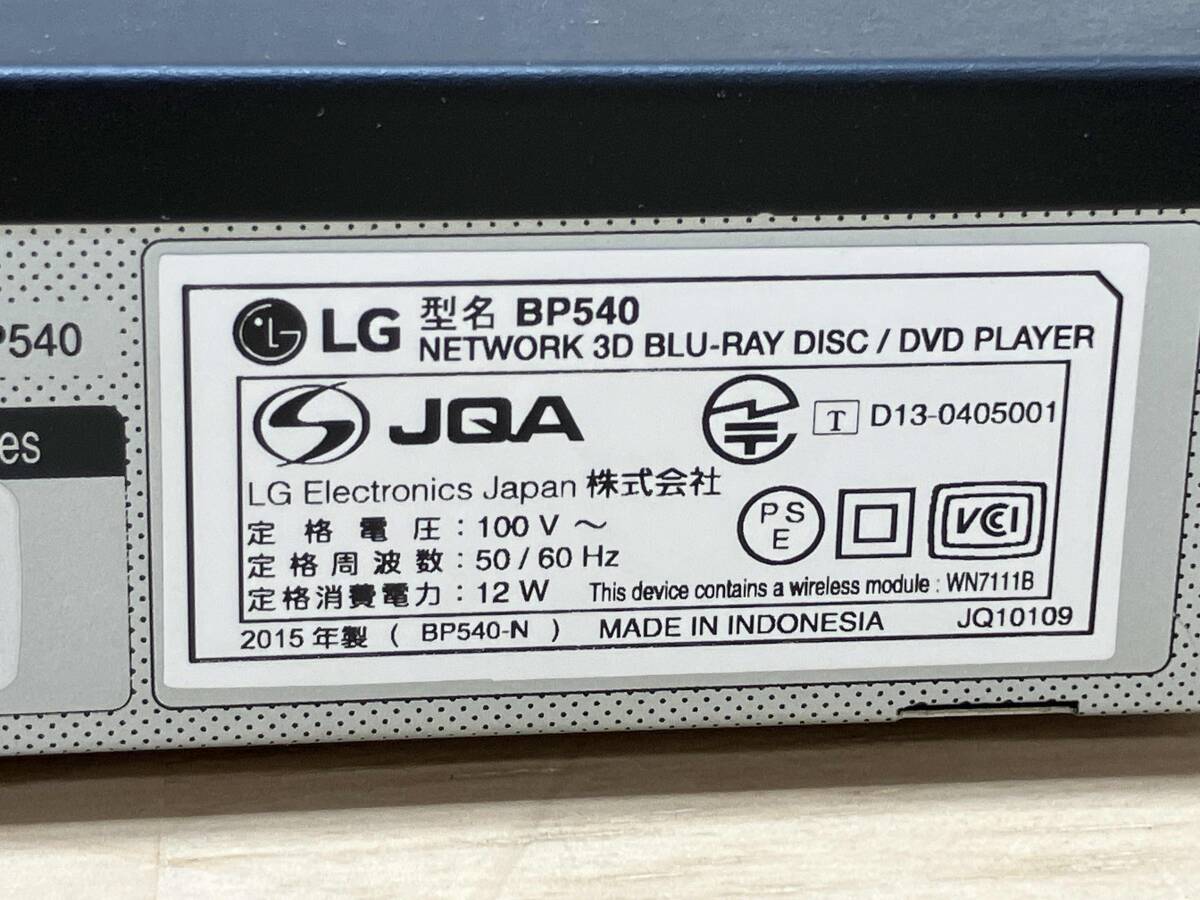 P540
es
LG 型名 BP540
NETWORK 3D BLU-RAY DISC / DVD PLAYER
JQA
T D13-0405001
LG Electronics Japan 株式会社
定格電圧 : 100 V ～
定格周波数 : 50 / 60 Hz
定格消費電力 : 12 W
PS
E
VCCI
This device contains a wireless module : WN7111B
2015 年製 ( BP540-N ) MADE IN INDONESIA JQ10109